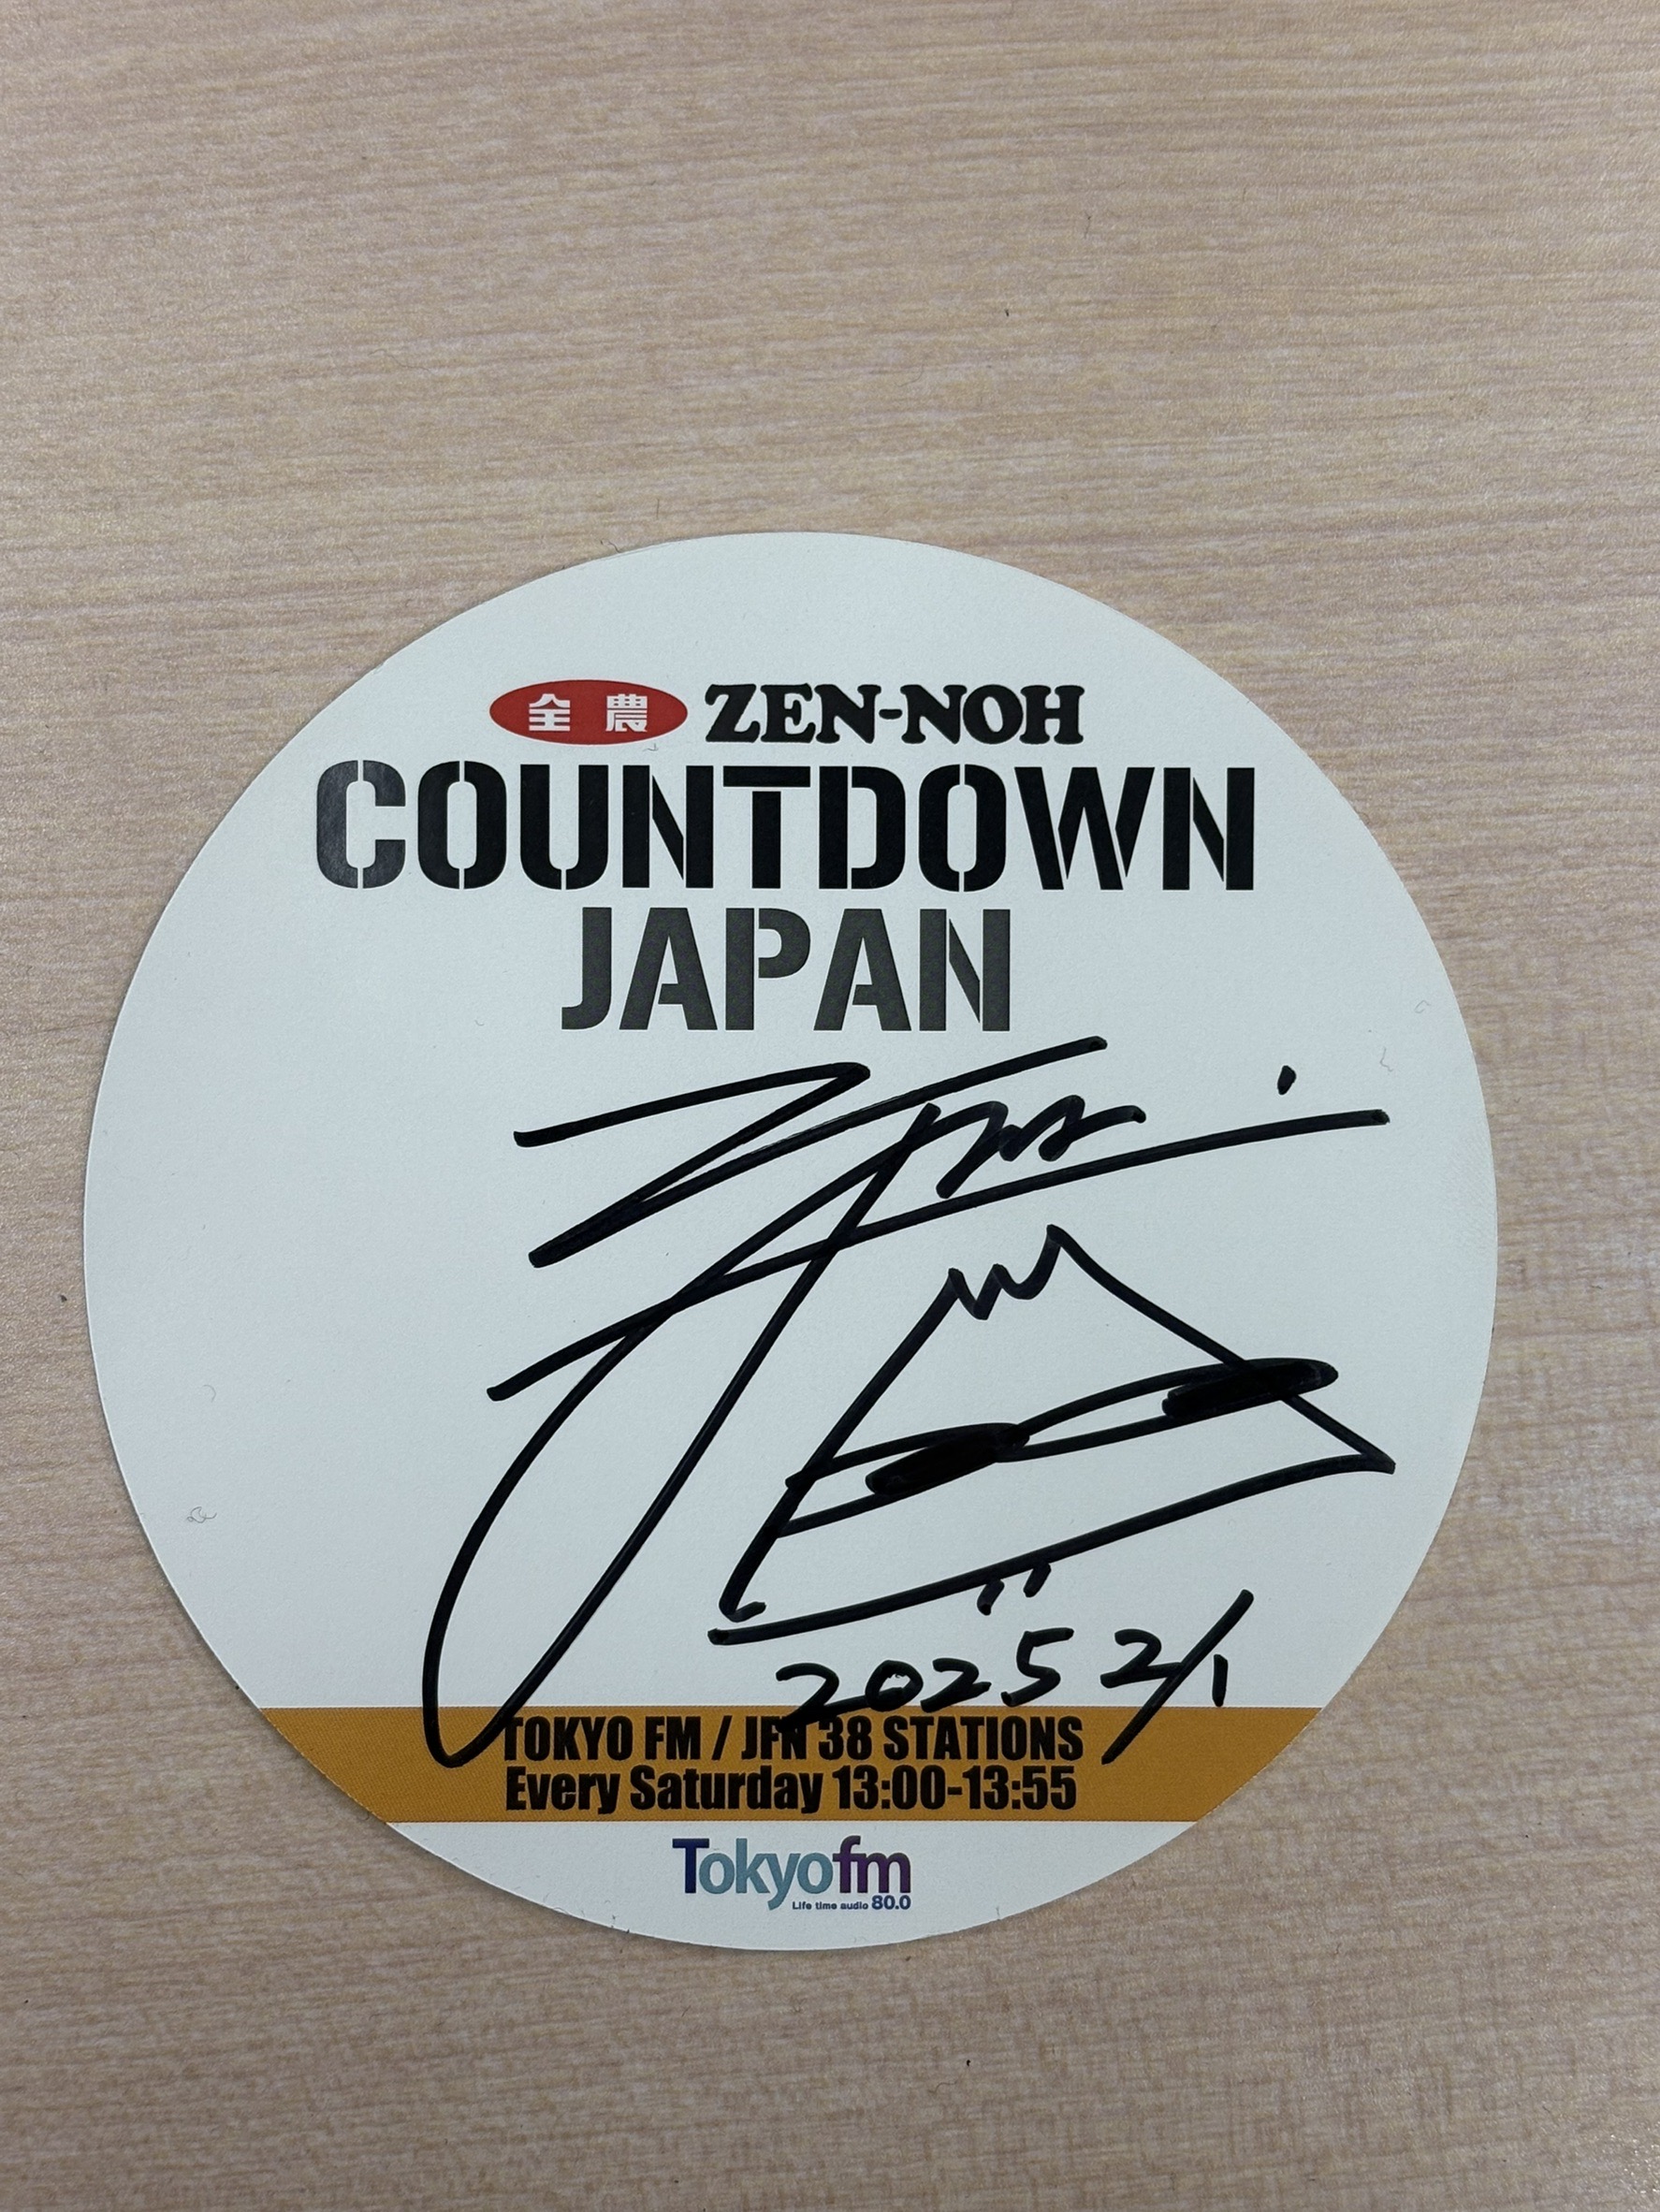 全農 ZEN-NOH
COUNTDOWN
JAPAN
2025 2/1
TOKYO FM / JFN 38 STATIONS
Every Saturday 13:00-13:55
Tokyofm
Life time audio 80.0